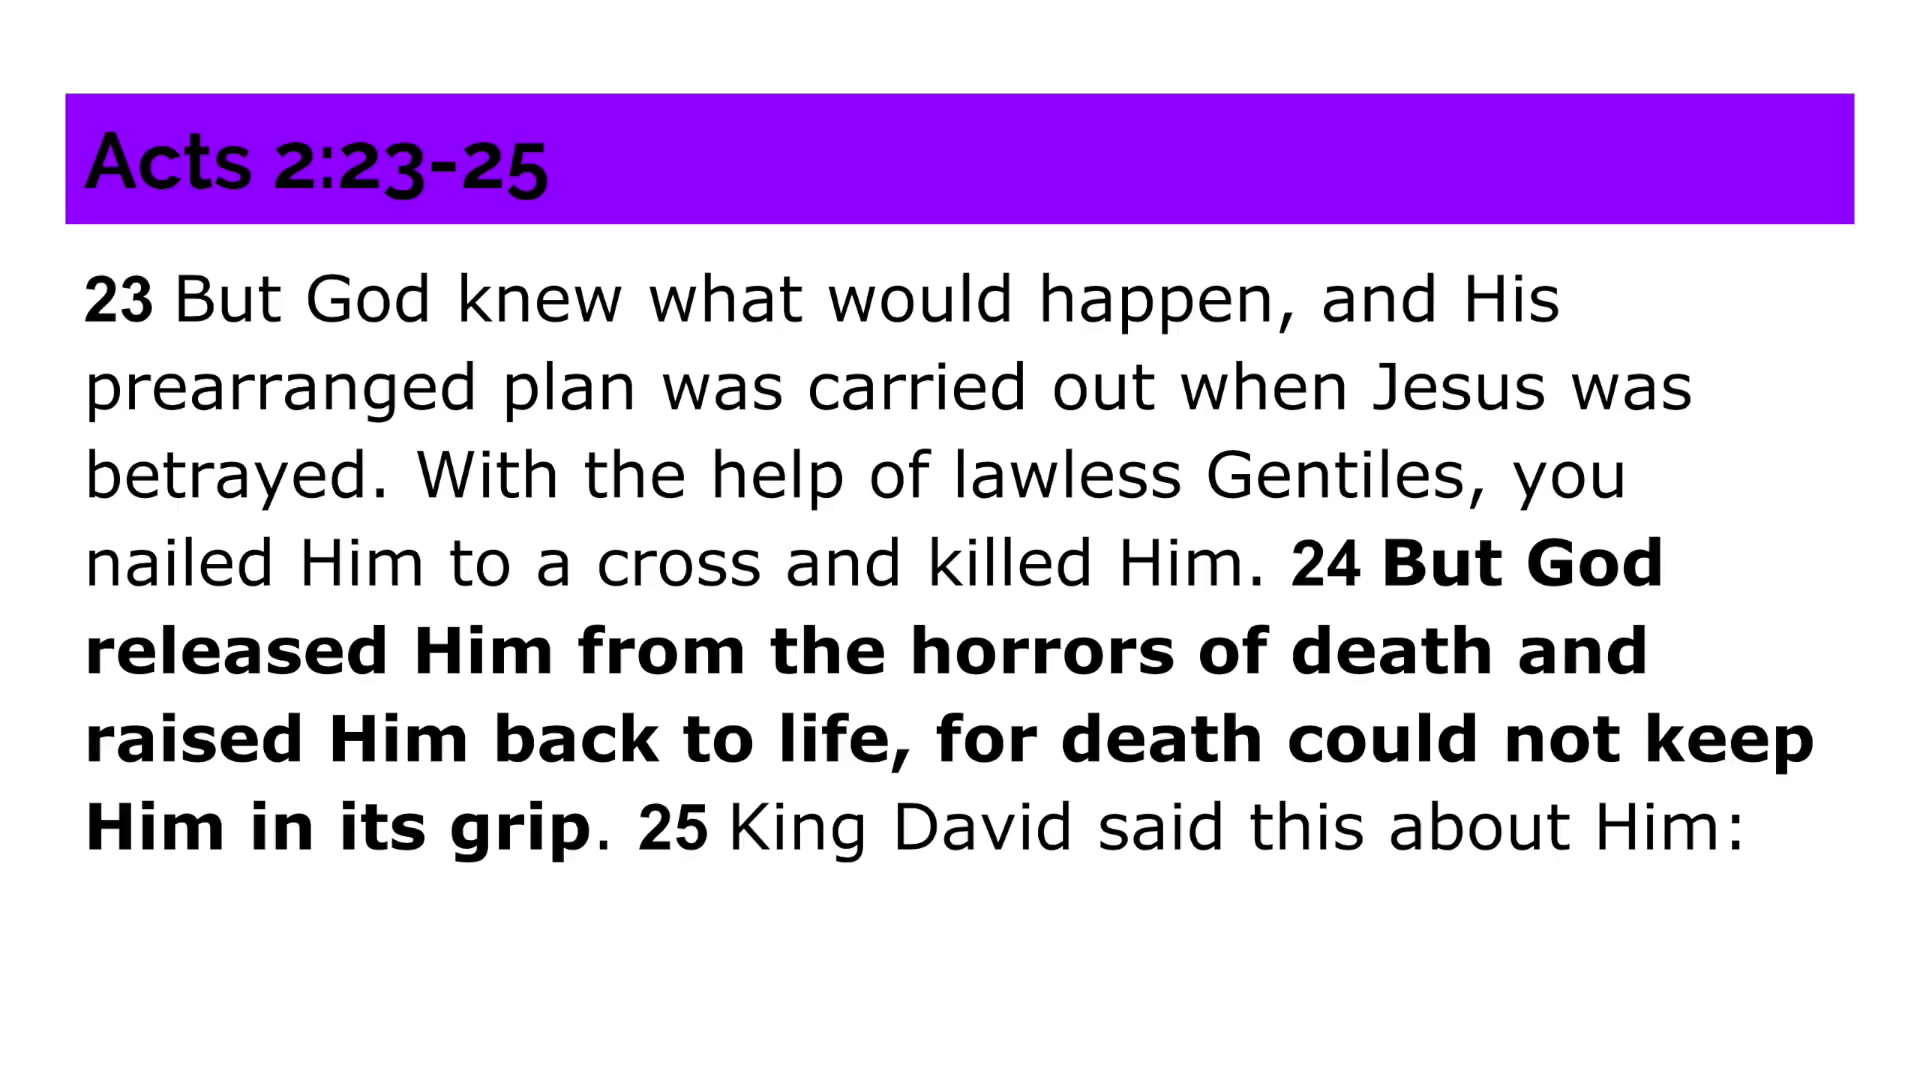 Acts 2:23-25
23 But God knew what would happen, and His
prearranged plan was carried out when Jesus was
betrayed. With the help of lawless Gentiles, you
nailed Him to a cross and killed Him. 24 But God
released Him from the horrors of death and
raised Him back to life, for death could not keep
Him in its grip. 25 King David said this about Him: